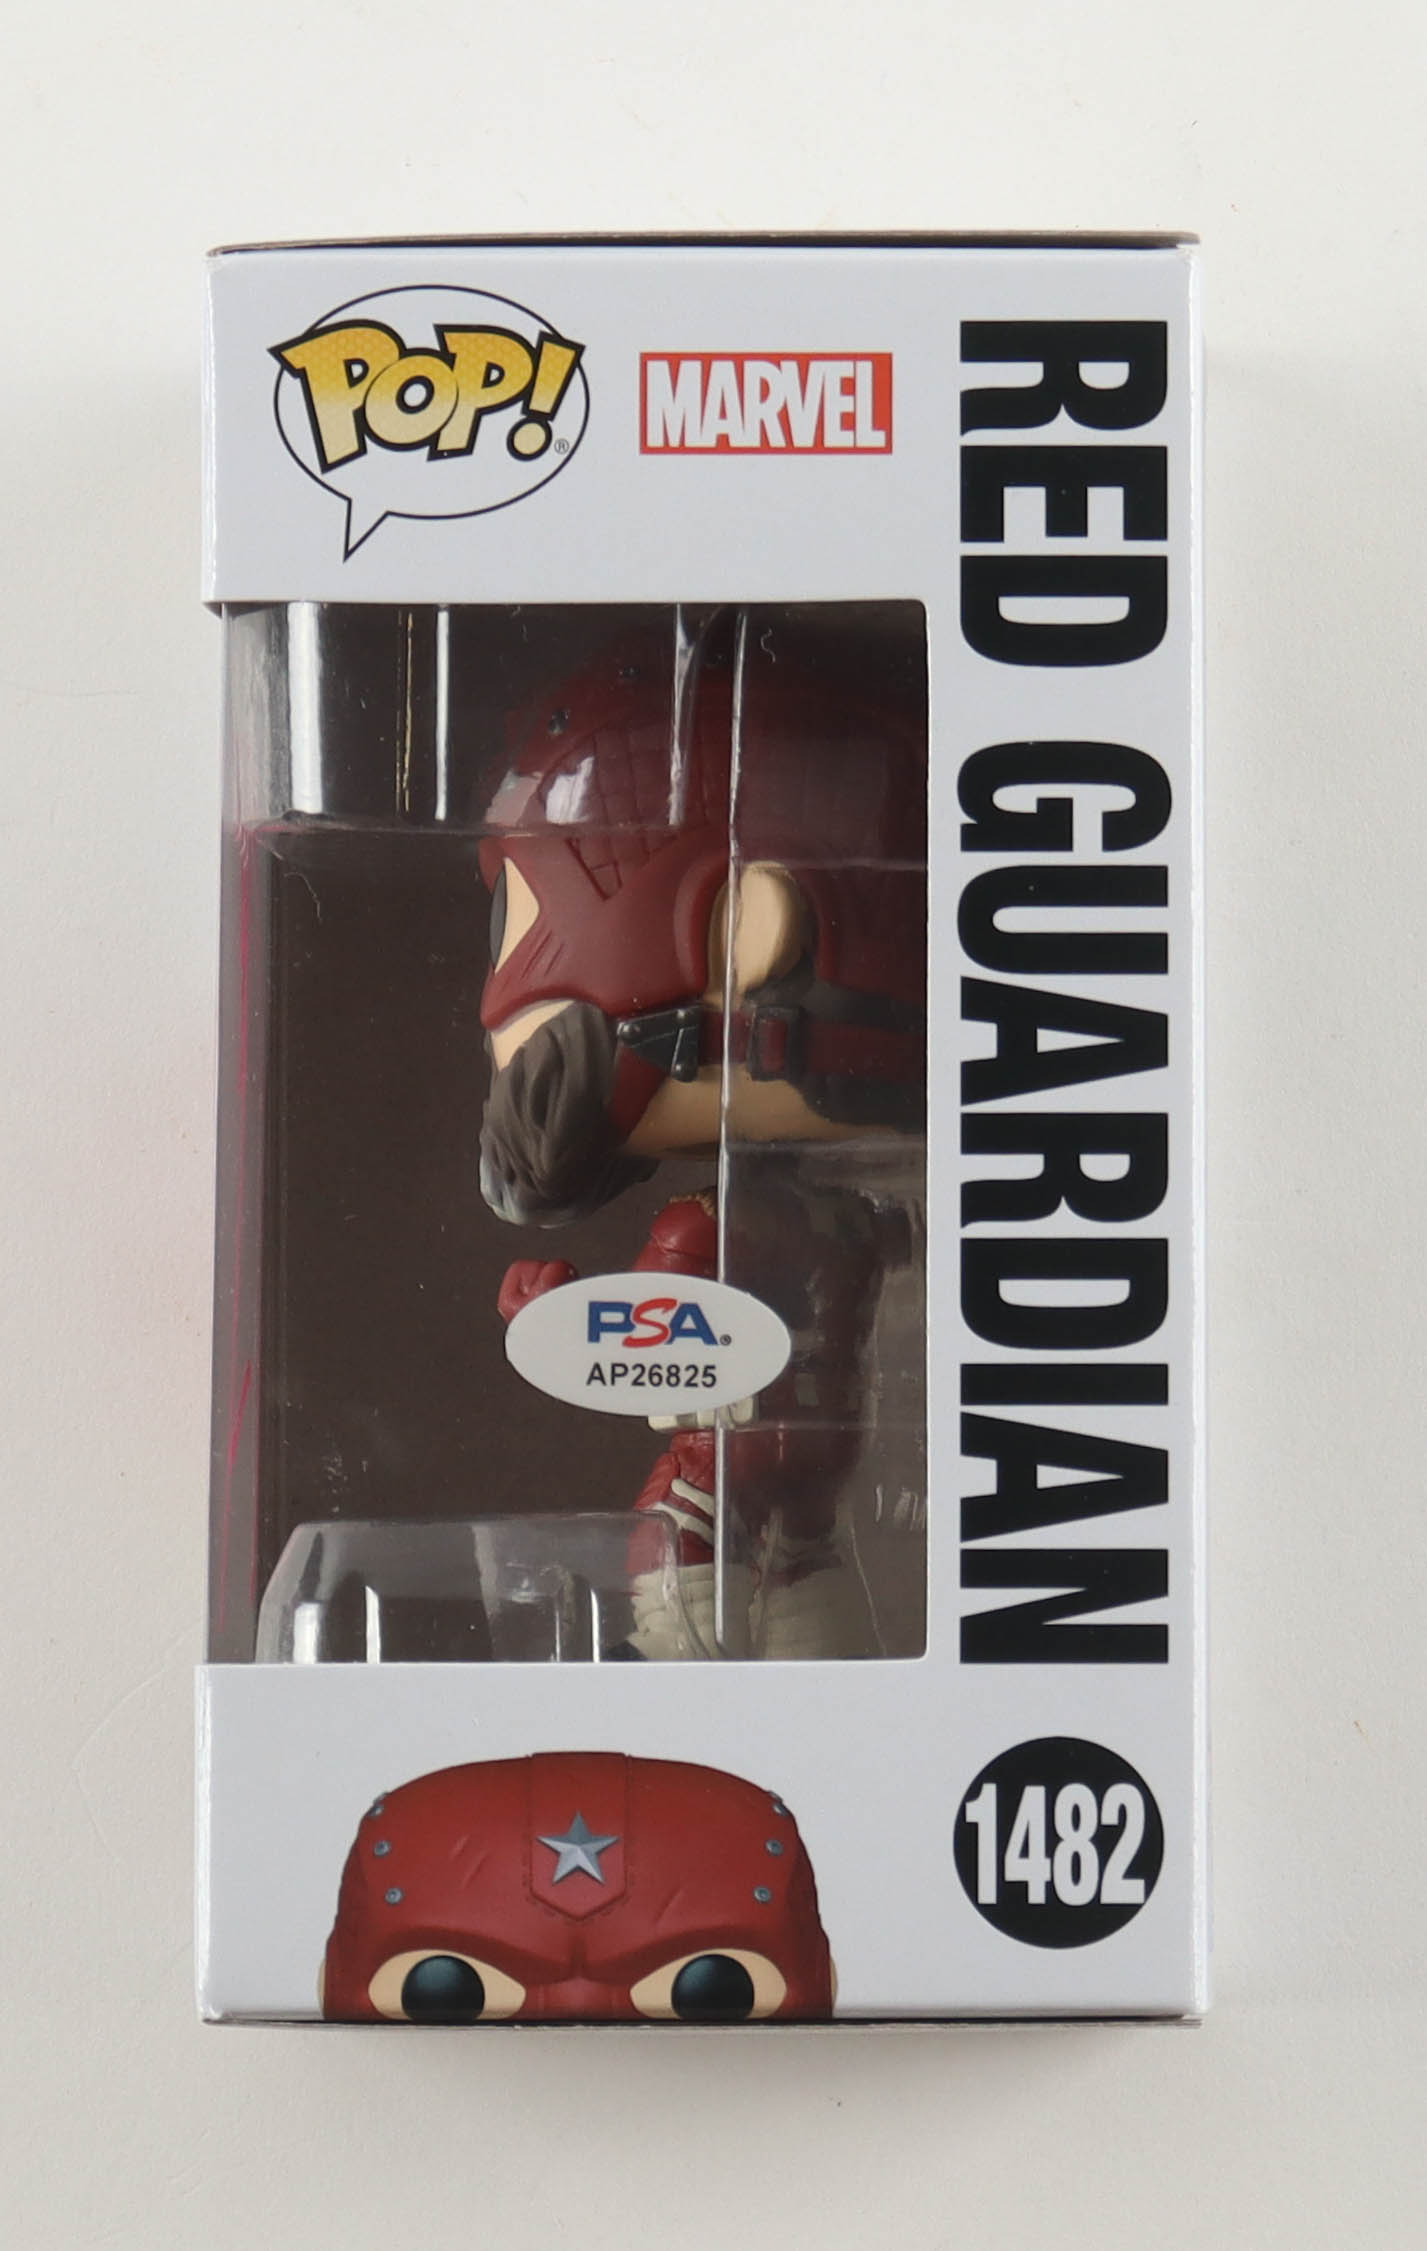 POP!®
MARVEL
RED GUARDIAN
PSA®
AP26825
1482